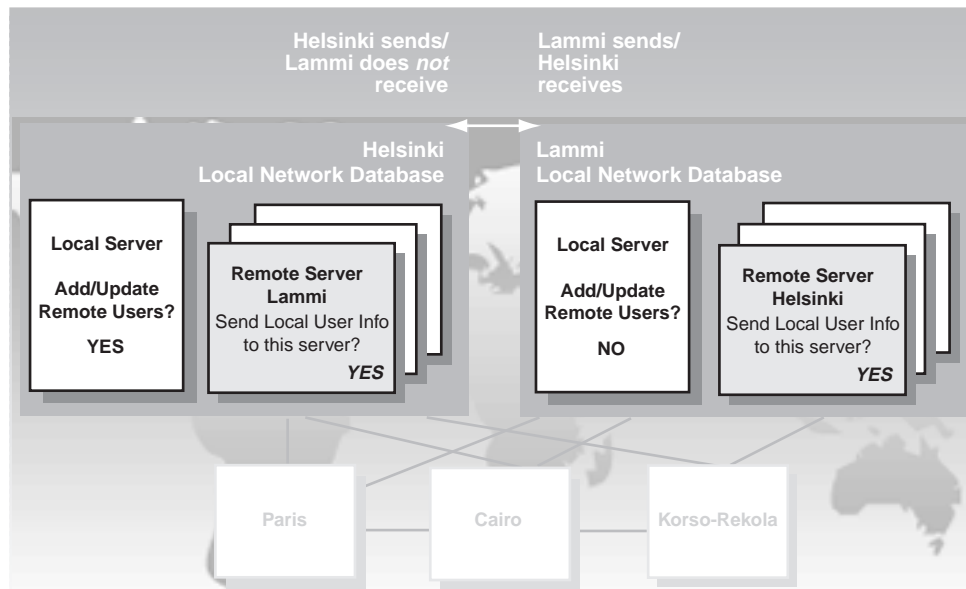 Helsinki sends/
Lammi does not
receive
Lammi sends/
Helsinki
receives
Helsinki
Local Network Database
Local Server
Add/Update
Remote Users?
YES
Remote Server
Lammi
Send Local User Info
to this server?
YES
Lammi
Local Network Database
Local Server
Add/Update
Remote Users?
NO
Remote Server
Helsinki
Send Local User Info
to this server?
YES
Paris
Cairo
Korso-Rekola